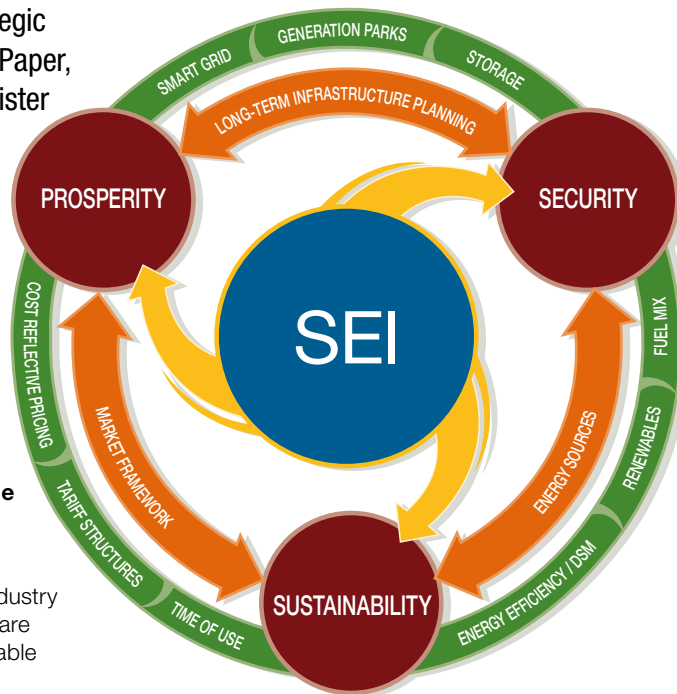 egic
Paper,
ister
SMART GRID
GENERATION PARKS
STORAGE
LONG-TERM INFRASTRUCTURE PLANNING
PROSPERITY
SECURITY
SEI
COST REFLECTIVE PRICING
TARIFF STRUCTURES
TIME OF USE
MARKET FRAMEWORK
ENERGY SOURCES
FUEL MIX
RENEWABLES
ENERGY EFFICIENCY / DSM
SUSTAINABILITY
e
dustry
are
able